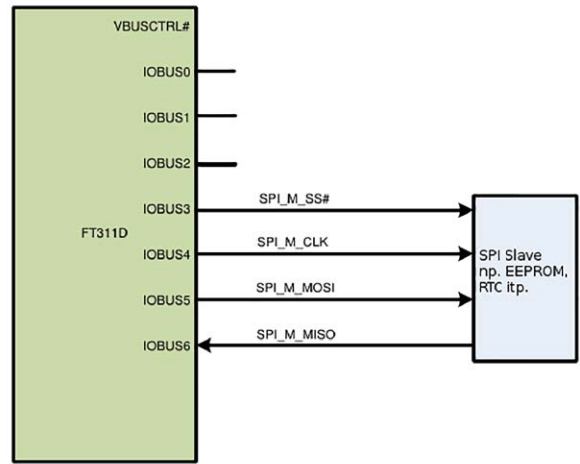 VBUSCTRL#
IOBUS0
IOBUS1
IOBUS2
IOBUS3
SPI_M_SS#
FT311D
IOBUS4
SPI_M_CLK
SPI Slave
np. EEPROM,
RTC itp.
IOBUS5
SPI_M_MOSI
IOBUS6
SPI_M_MISO